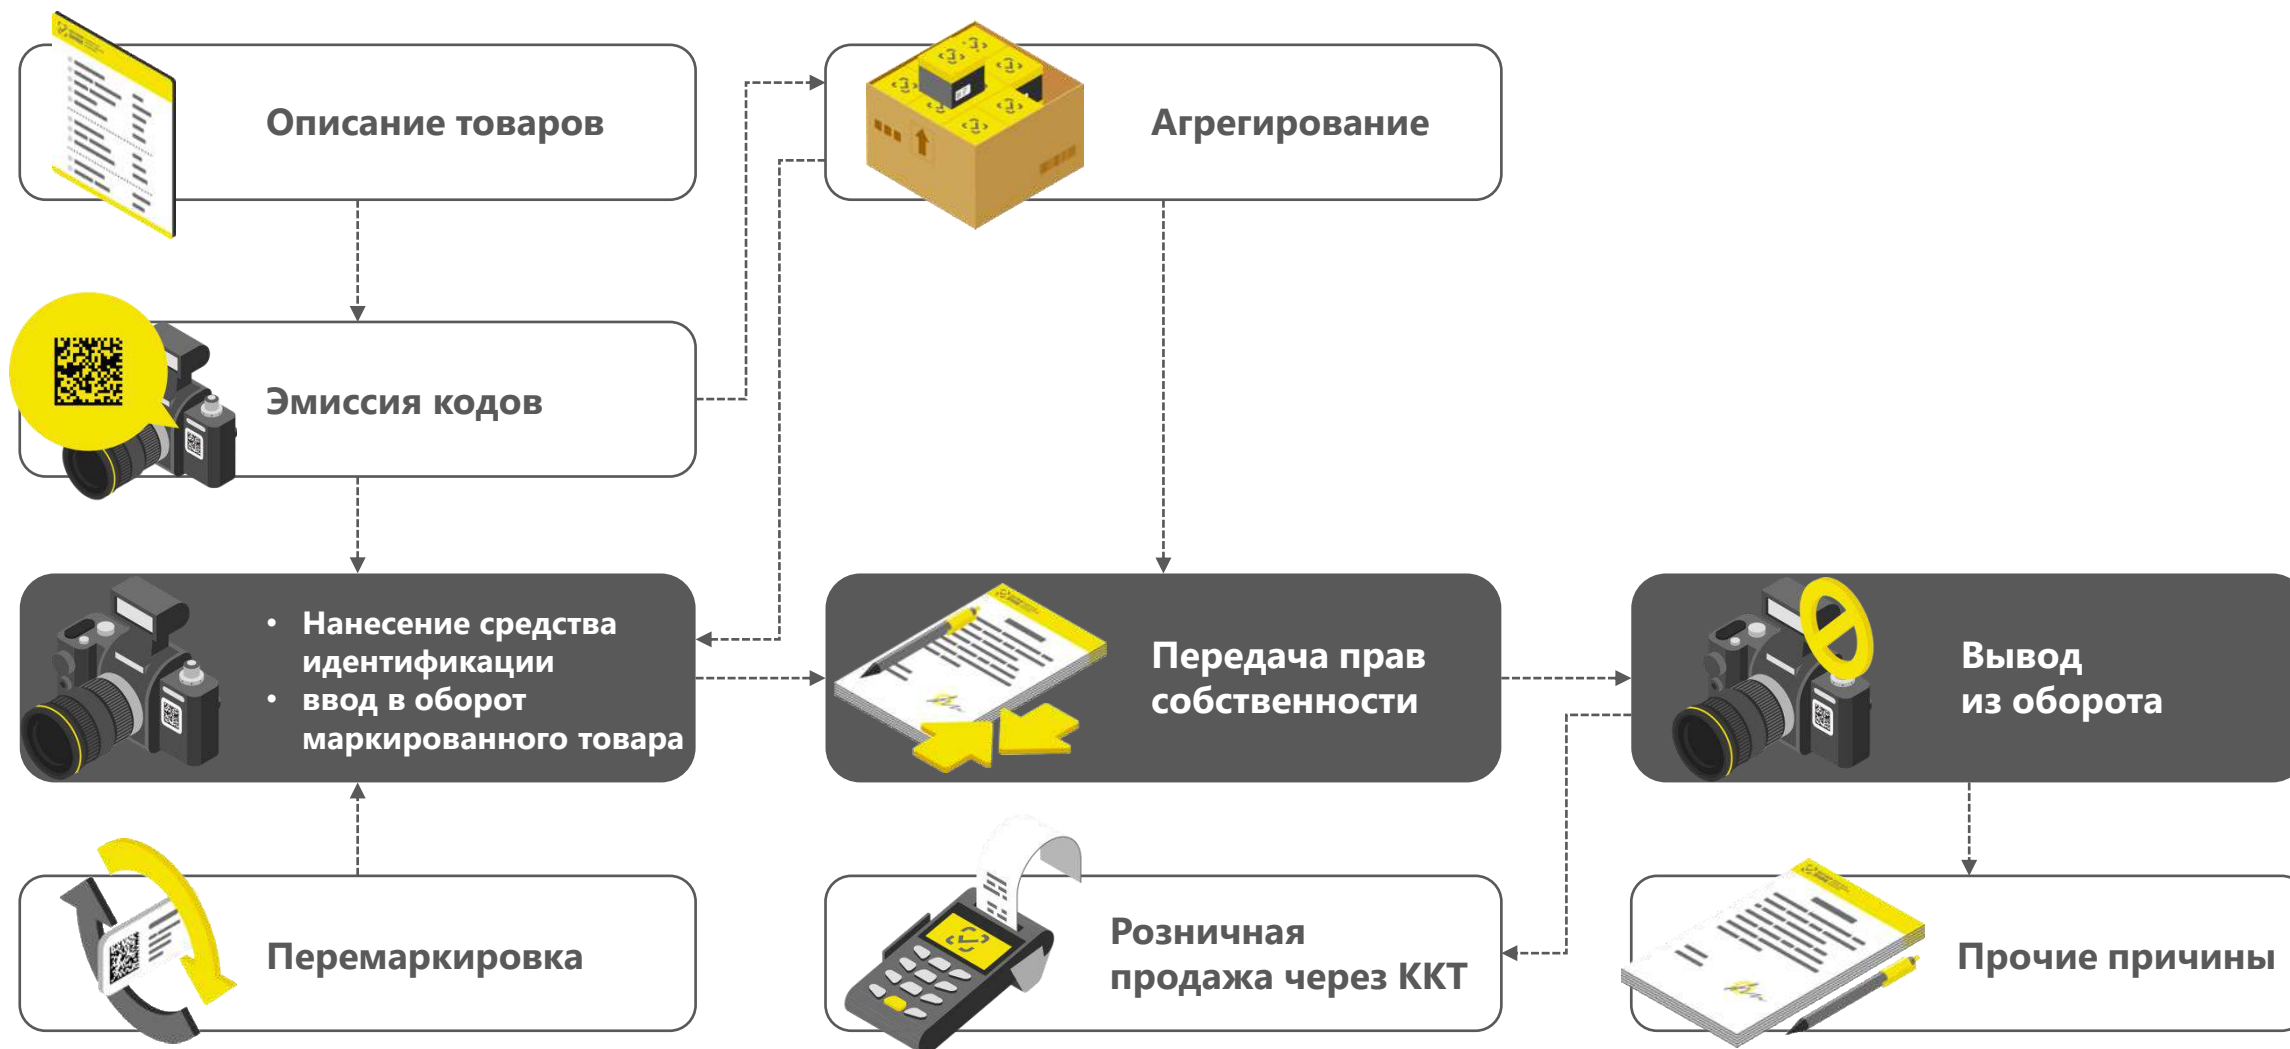 Описание товаров
Агрегирование
Эмиссия кодов
• Нанесение средства
идентификации
• ввод в оборот
маркированного товара
Передача прав
собственности
Вывод
из оборота
Перемаркировка
Розничная
продажа через ККТ
Прочие причины